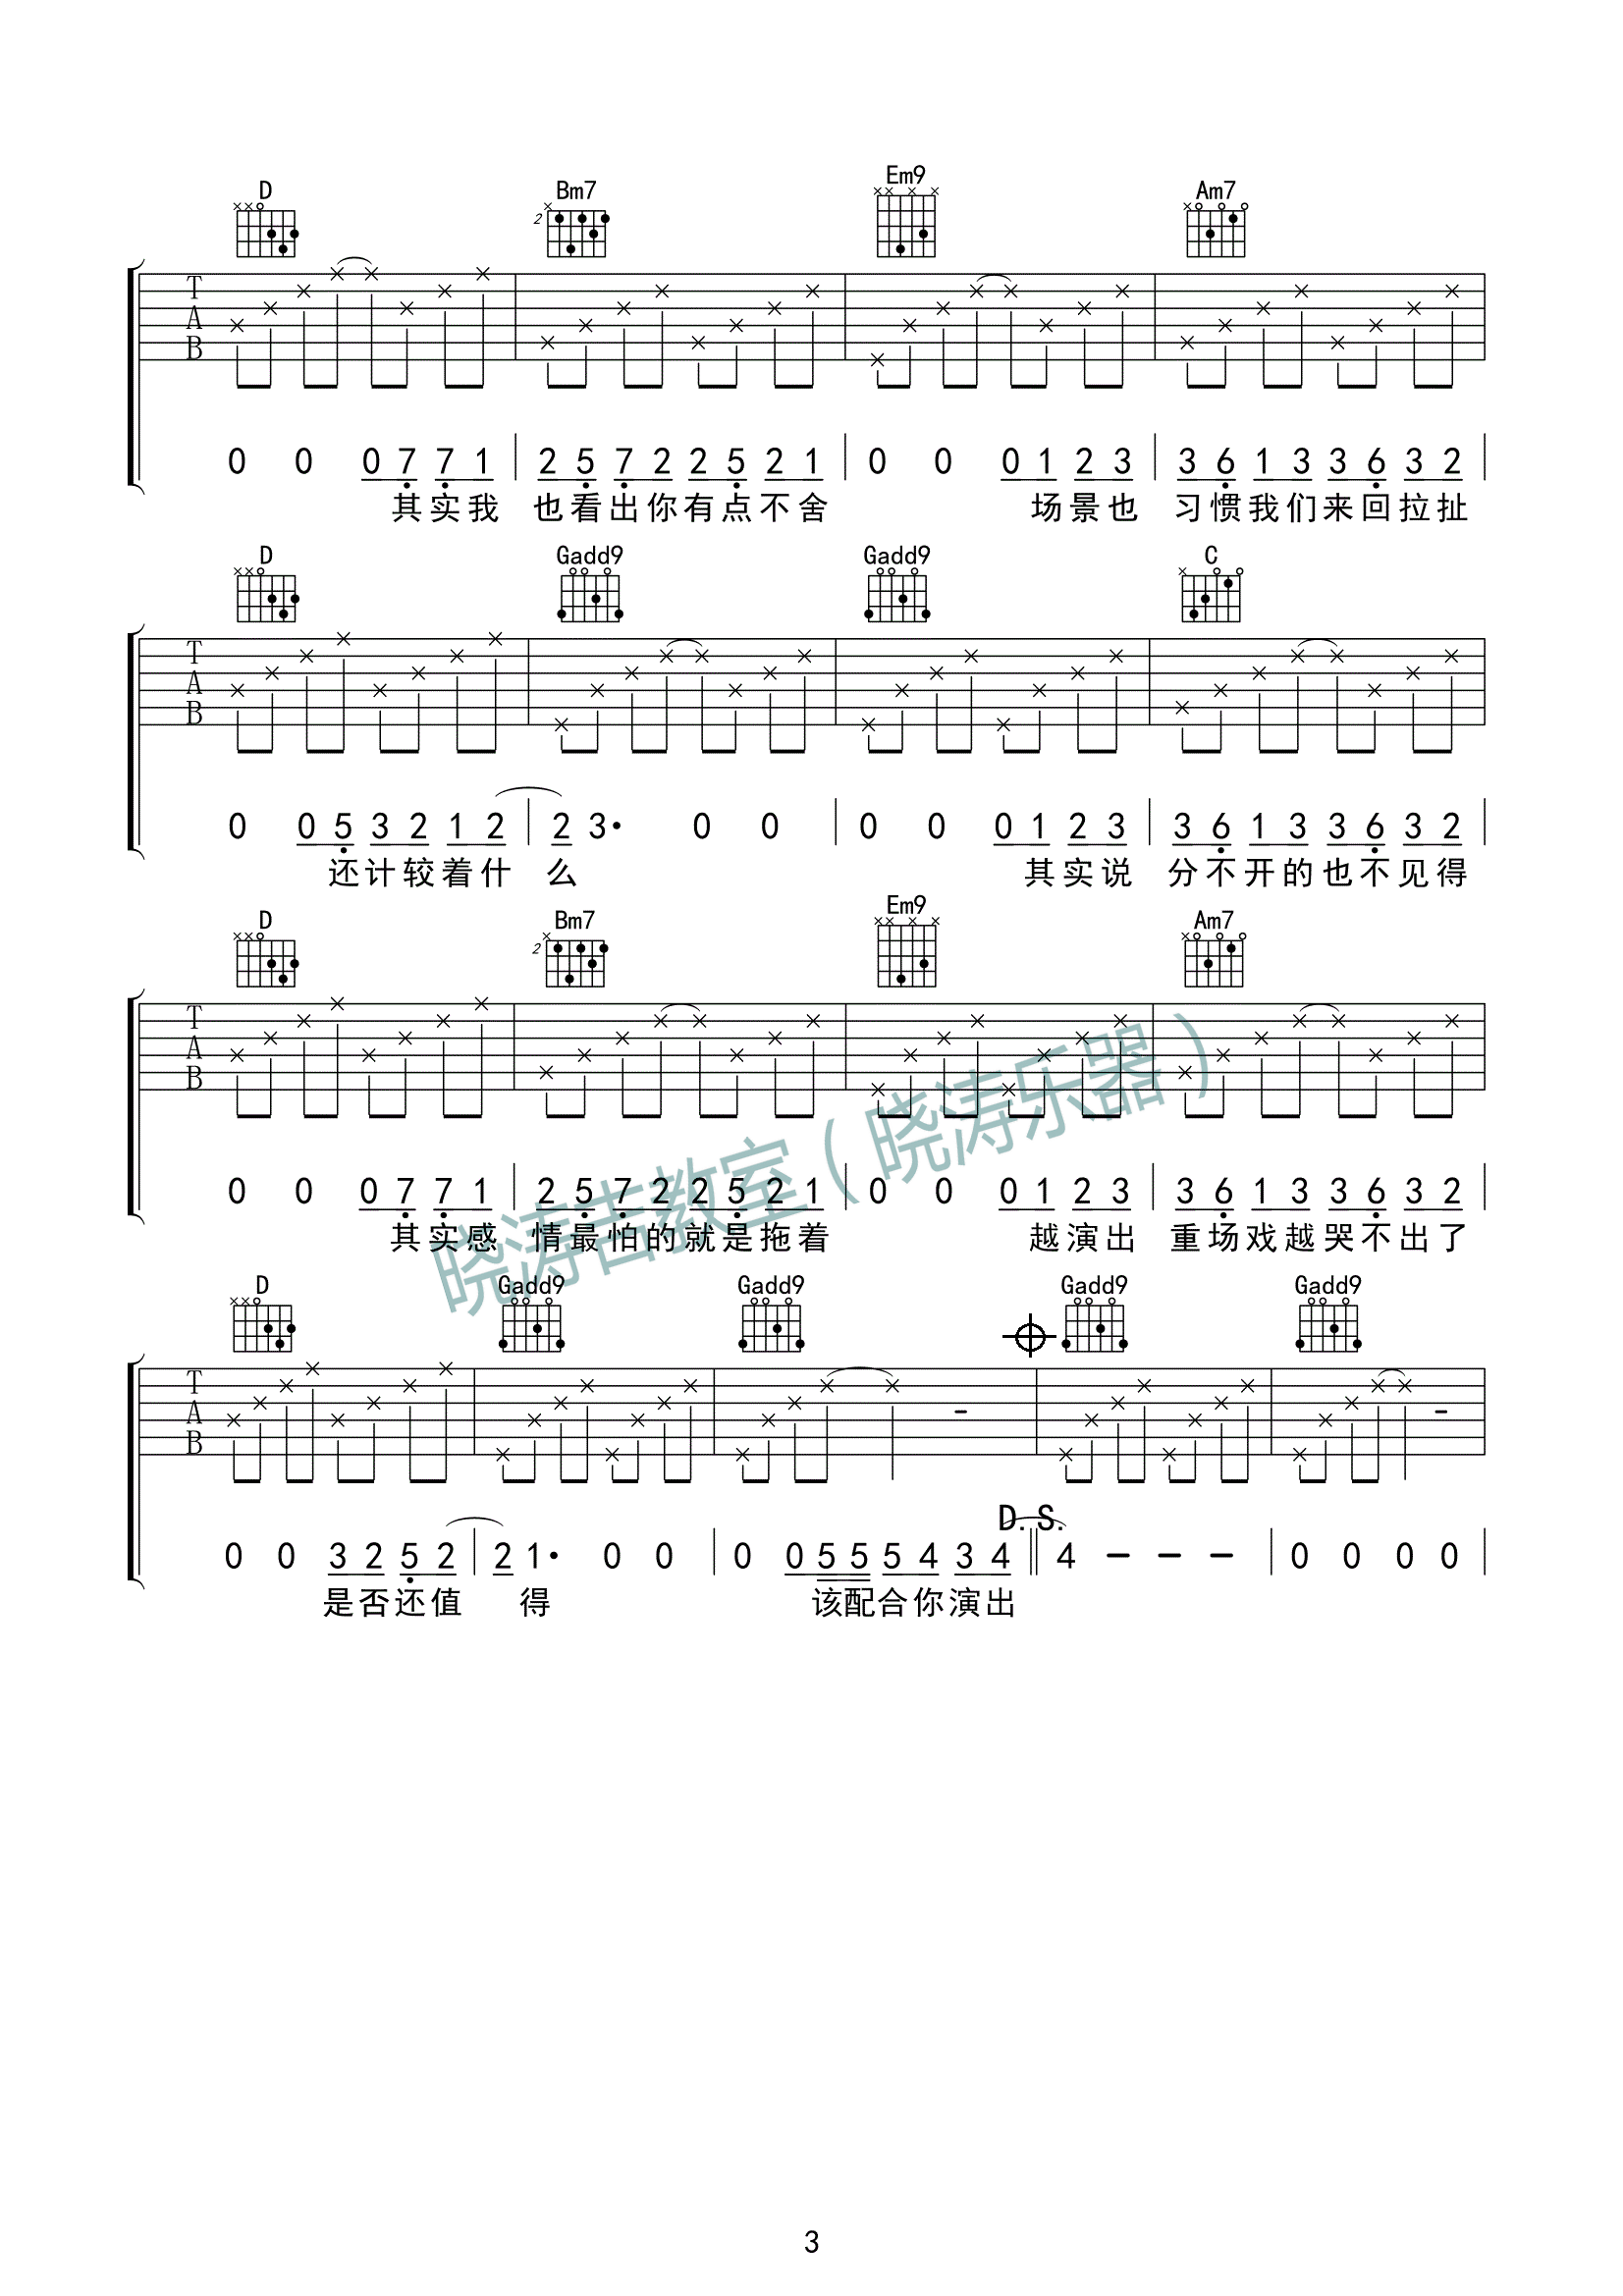 D Bm7 Em9 Am7
2
T A B
0 0 0 7 7 1 2 5 7 2 2 5 2 1 0 0 0 1 2 3 3 6 1 3 3 6 3 2
其实我 也看出你有点不舍 场景也 习惯我们来回拉扯
D Gadd9 Gadd9 C
T A B
0 0 5 3 2 1 2 2 3· 0 0 0 0 0 1 2 3 3 6 1 3 3 6 3 2
还计较着什 么 其实说 分不开的也不见得
D Bm7 Em9 Am7
2
T A B
0 0 0 7 7 1 2 5 7 2 2 5 2 1 0 0 0 1 2 3 3 6 1 3 3 6 3 2
其实感 情最怕的就是拖着 越演出 重场戏越哭不出了
晓涛吉教室(晓涛乐器)
D Gadd9 Gadd9 Gadd9 Gadd9
T A B
D.S.
0 0 3 2 5 2 2 1· 0 0 0 0 5 5 5 4 3 4 4 - - - 0 0 0 0
是否还值 得 该配合你演出
3